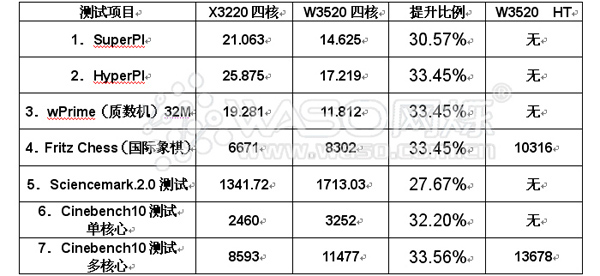 测试项目 X3220 四核 W3520 四核 提升比例 W3520 HT
1．SuperPI 21.063 14.625 30.57% 无
2．HyperPI 25.875 17.219 33.45% 无
3．wPrime（质数机）32M 19.281 11.812 33.45% 无
4．Fritz Chess（国际象棋） 6671 8302 33.45% 10316
5．Sciencemark.2.0 测试 1341.72 1713.03 27.67% 无
6．Cinebench10 测试
单核心 2460 3252 32.20% 无
7．Cinebench10 测试
多核心 8593 11477 33.56% 13678